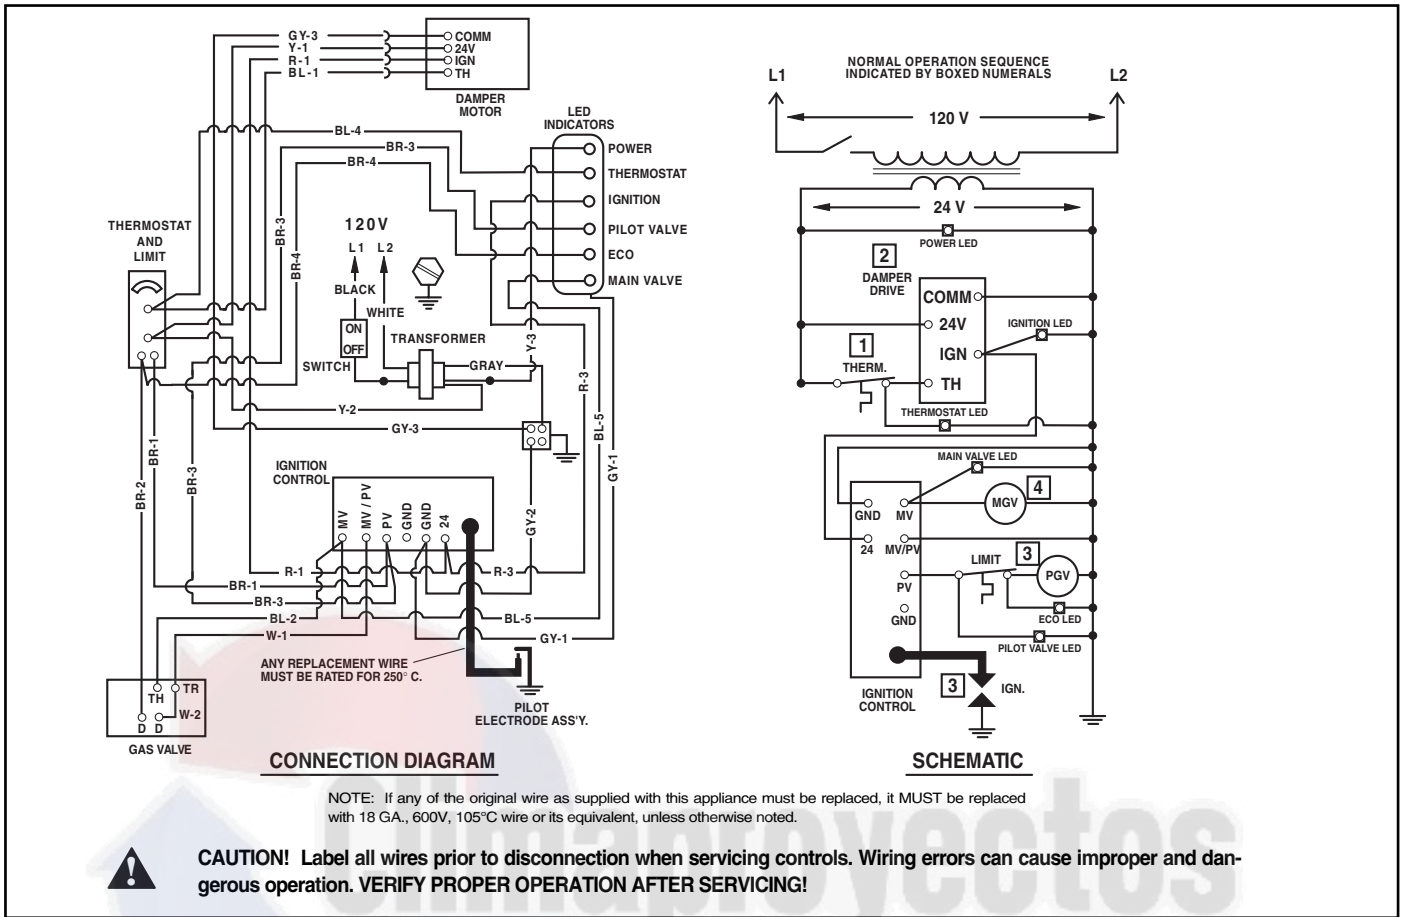 GY-3
Y-1
R-1
BL-1
COMM
24V
IGN
TH
DAMPER
MOTOR
LED
INDICATORS
BL-4
BR-3
BR-4
POWER
THERMOSTAT
IGNITION
PILOT VALVE
ECO
MAIN VALVE
THERMOSTAT
AND
LIMIT
BR-3
BR-4
120V
L1 L2
BLACK
WHITE
ON
OFF
SWITCH
TRANSFORMER
GRAY
Y-3
R-3
BL-5
GY-1
Y-2
GY-3
BR-1
BR-2
BR-3
IGNITION
CONTROL
MV
MV / PV
PV
GND
GND
24
GY-2
R-1
R-3
BR-1
BR-3
BL-2
BL-5
W-1
GY-1
ANY REPLACEMENT WIRE
MUST BE RATED FOR 250° C.
TH
TR
W-2
D D
GAS VALVE
PILOT
ELECTRODE ASS'Y.
CONNECTION DIAGRAM
NORMAL OPERATION SEQUENCE
INDICATED BY BOXED NUMERALS
L1
L2
120 V
24 V
POWER LED
2
DAMPER
DRIVE
COMM
24V
IGN
TH
IGNITION LED
1
THERM.
THERMOSTAT LED
MAIN VALVE LED
GND
MV
MGV
4
24
MV/PV
LIMIT
3
PV
PGV
GND
ECO LED
PILOT VALVE LED
IGNITION
CONTROL
3
IGN.
SCHEMATIC
NOTE: If any of the original wire as supplied with this appliance must be replaced, it MUST be replaced
with 18 GA., 600V, 105°C wire or its equivalent, unless otherwise noted.
CAUTION! Label all wires prior to disconnection when servicing controls. Wiring errors can cause improper and dan-
gerous operation. VERIFY PROPER OPERATION AFTER SERVICING!
climaproyectos